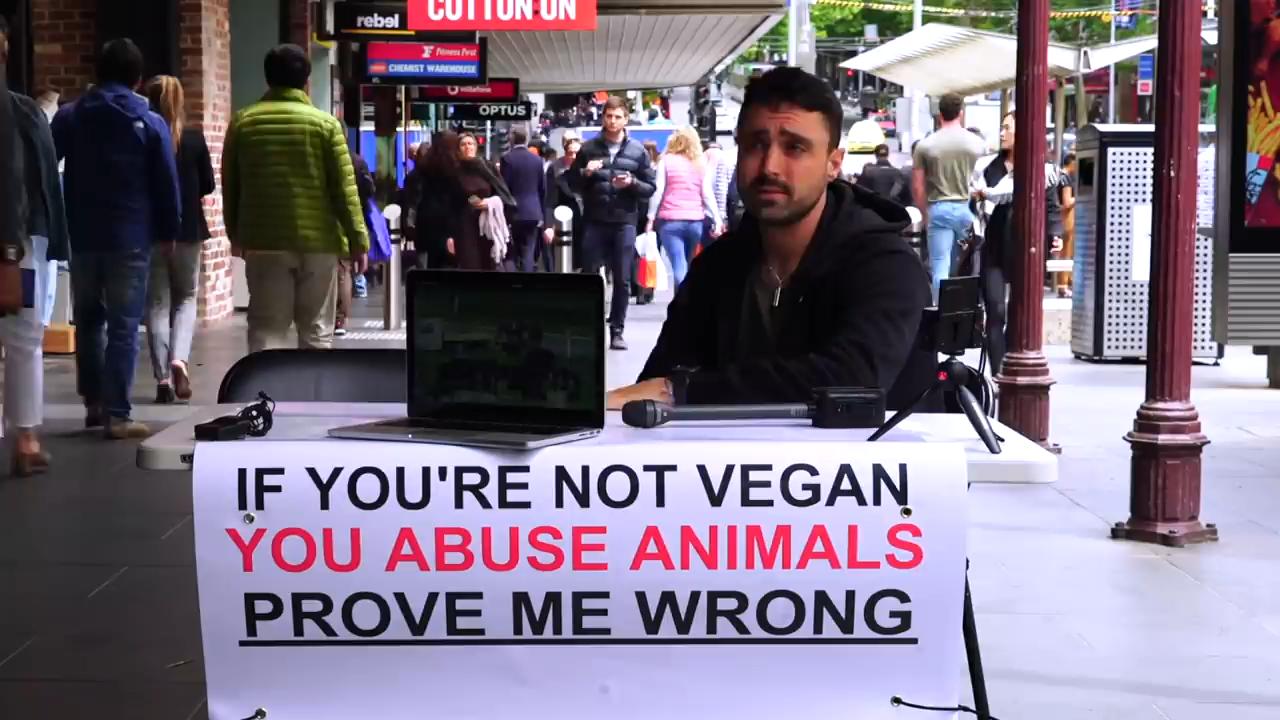 COTTON:ON
rebel
Fitness First
CHEMIST WAREHOUSE
vodafone
OPTUS
IF YOU'RE NOT VEGAN
YOU ABUSE ANIMALS
PROVE ME WRONG